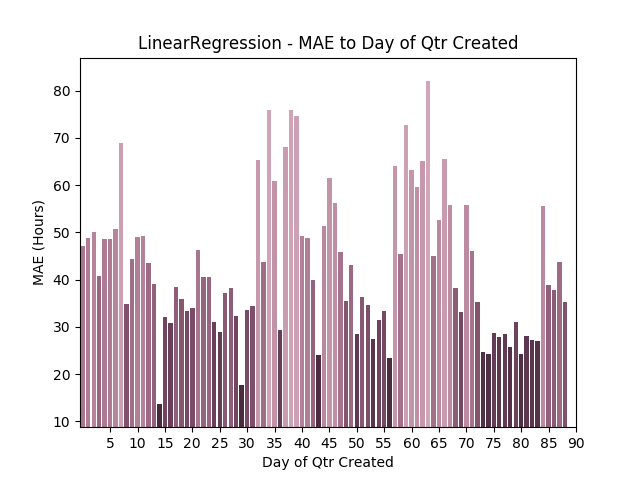 LinearRegression - MAE to Day of Qtr Created
MAE (Hours)
80
70
60
50
40
30
20
10
5 10 15 20 25 30 35 40 45 50 55 60 65 70 75 80 85 90
Day of Qtr Created